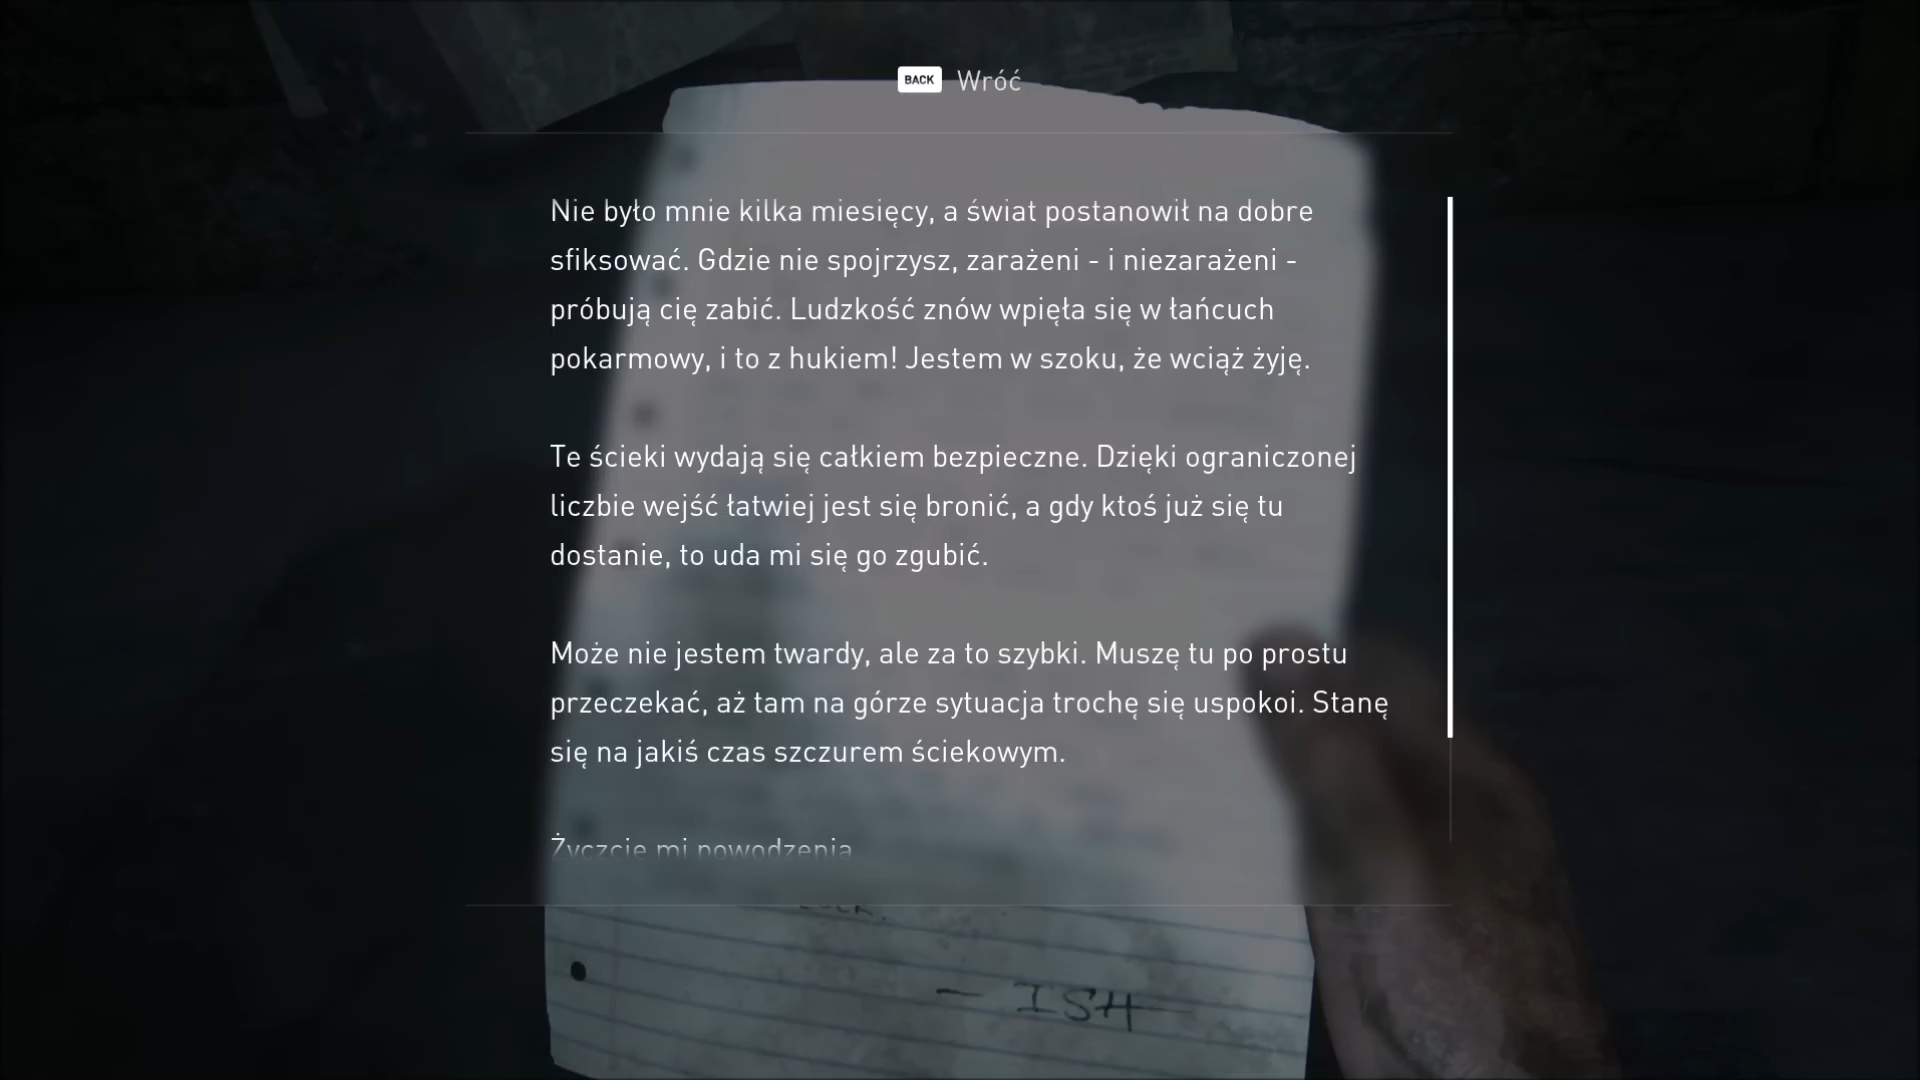 BACK Wróć
Nie było mnie kilka miesięcy, a świat postanowił na dobre
sfiksować. Gdzie nie spojrzysz, zarażeni - i niezarażeni -
próbują cię zabić. Ludzkość znów wpięła się w łańcuch
pokarmowy, i to z hukiem! Jestem w szoku, że wciąż żyję.
Te ścieki wydają się całkiem bezpieczne. Dzięki ograniczonej
liczbie wejść łatwiej jest się bronić, a gdy ktoś już się tu
dostanie, to uda mi się go zgubić.
Może nie jestem twardy, ale za to szybki. Muszę tu po prostu
przeczekać, aż tam na górze sytuacja trochę się uspokoi. Stanę
się na jakiś czas szczurem ściekowym.
Życzcie mi powodzenia
— ISH